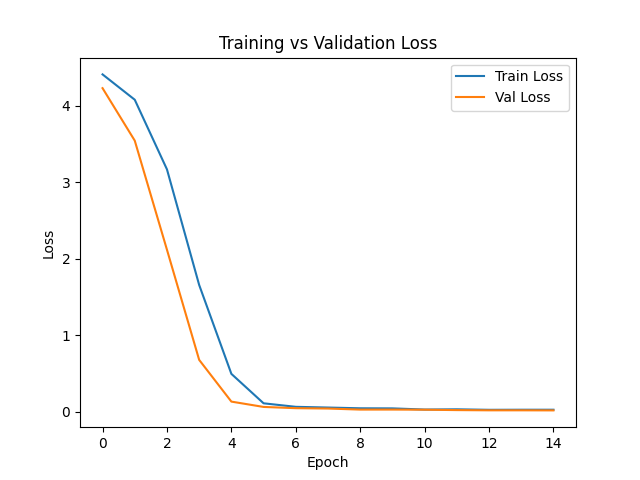 Training vs Validation Loss
Train Loss
Val Loss
4
3
2
1
0
Loss
0 2 4 6 8 10 12 14
Epoch